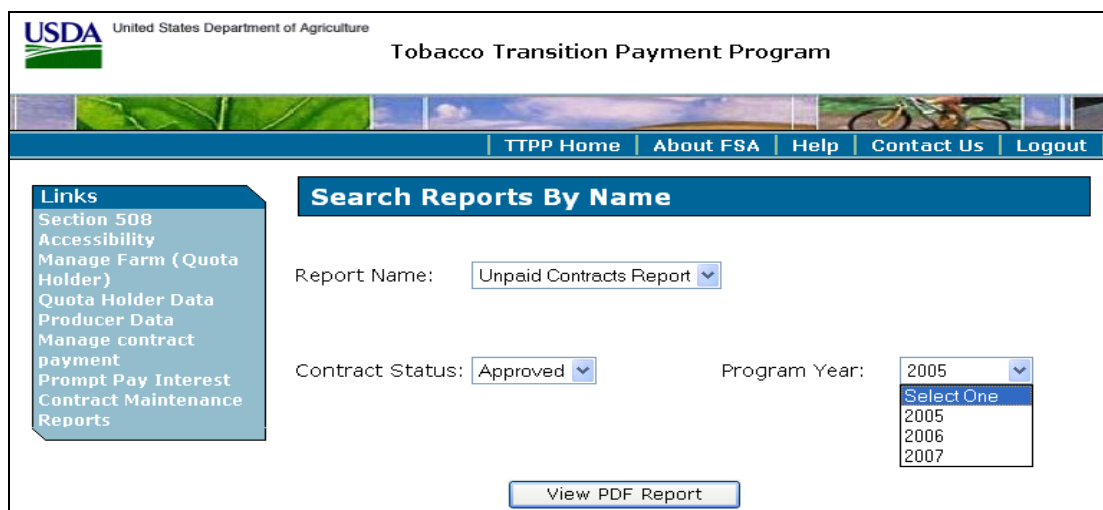 USDA United States Department of Agriculture
Tobacco Transition Payment Program
TTPP Home | About FSA | Help | Contact Us | Logout
Links
Section 508
Accessibility
Manage Farm (Quota
Holder)
Quota Holder Data
Producer Data
Manage contract
payment
Prompt Pay Interest
Contract Maintenance
Reports
Search Reports By Name
Report Name: Unpaid Contracts Report
Contract Status: Approved Program Year: 2005
Select One
2005
2006
2007
View PDF Report